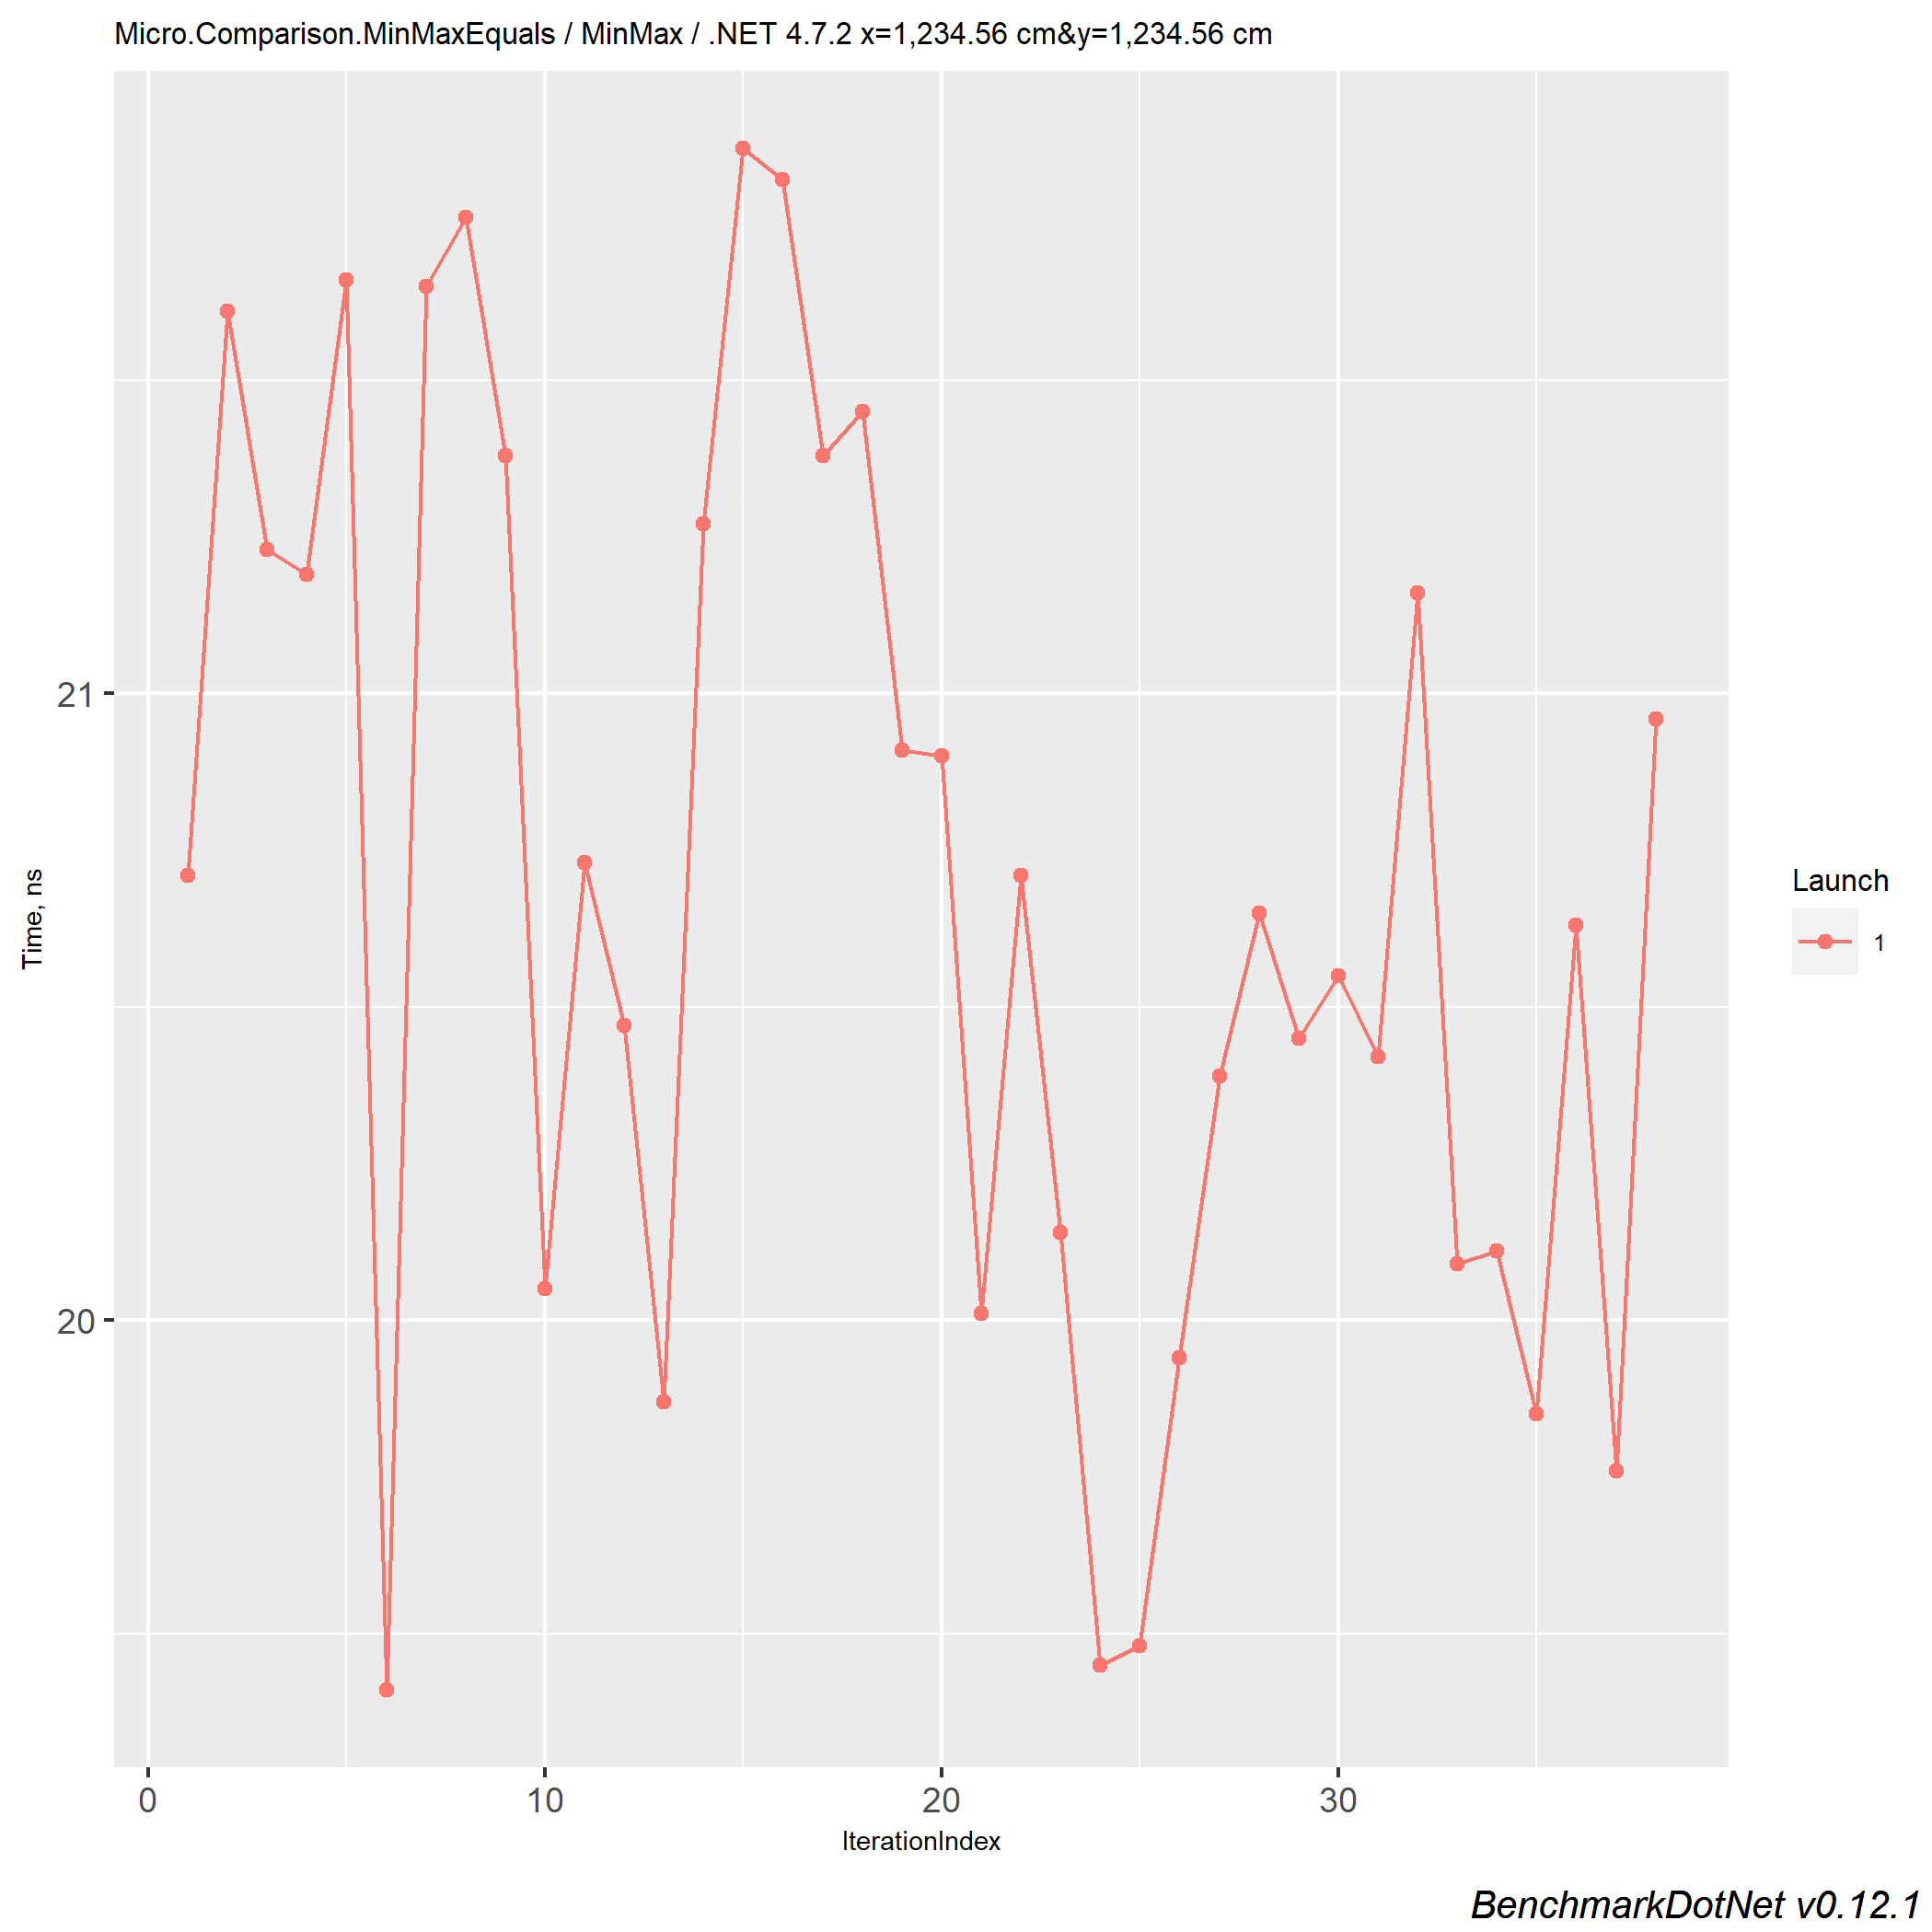 Micro.Comparison.MinMaxEquals / MinMax / .NET 4.7.2 x=1,234.56 cm&y=1,234.56 cm
21
20
Time, ns
0 10 20 30
IterationIndex
Launch
1
BenchmarkDotNet v0.12.1